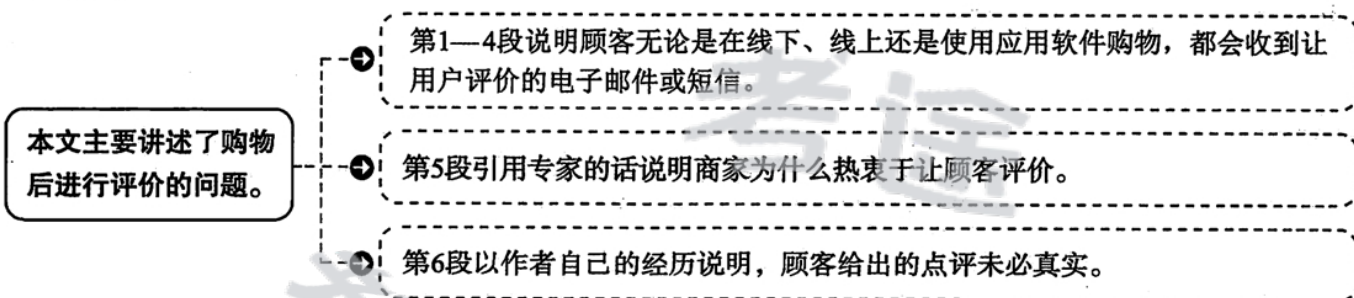 第1—4段说明顾客无论是在线下、线上还是使用应用软件购物，都会收到让
用户评价的电子邮件或短信。
本文主要讲述了购物
后进行评价的问题。
第5段引用专家的话说明商家为什么热衷于让顾客评价。
第6段以作者自己的经历说明，顾客给出的点评未必真实。
考途